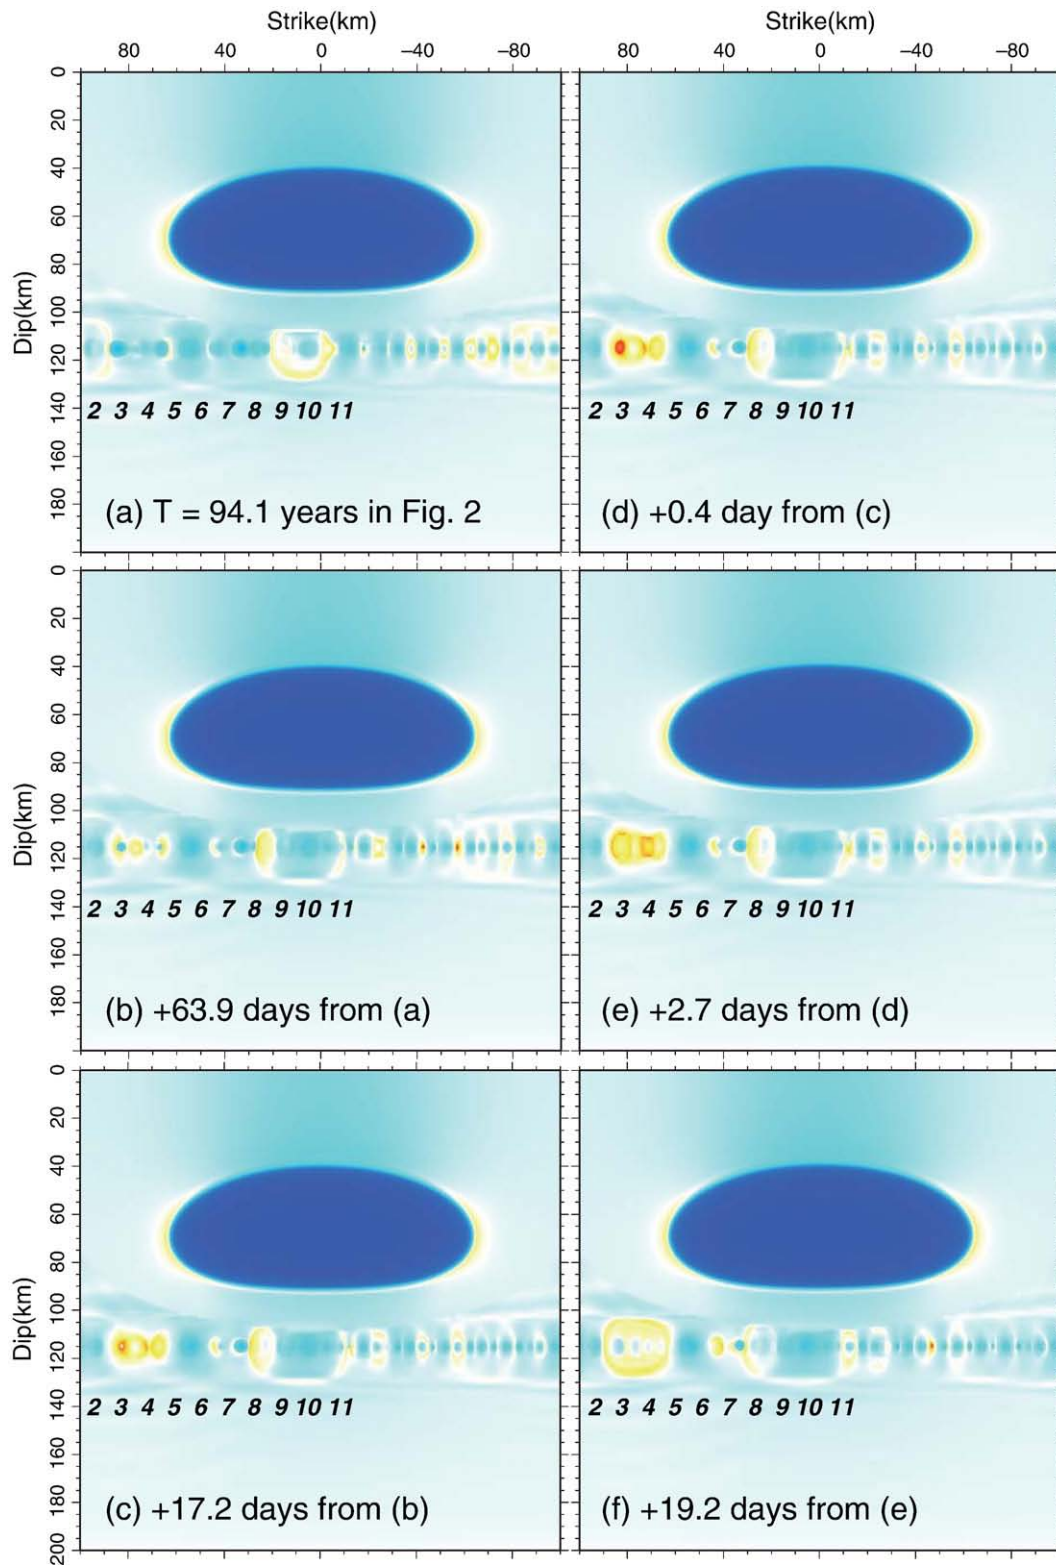 Strike(km)
80 40 0 −40 −80
Strike(km)
80 40 0 −40 −80
Dip(km)
0
20
40
60
80
100
120
140
160
180
2 3 4 5 6 7 8 9 10 11
(a) T = 94.1 years in Fig. 2
2 3 4 5 6 7 8 9 10 11
(d) +0.4 day from (c)
Dip(km)
0
20
40
60
80
100
120
140
160
180
2 3 4 5 6 7 8 9 10 11
(b) +63.9 days from (a)
2 3 4 5 6 7 8 9 10 11
(e) +2.7 days from (d)
Dip(km)
0
20
40
60
80
100
120
140
160
180
200
2 3 4 5 6 7 8 9 10 11
(c) +17.2 days from (b)
2 3 4 5 6 7 8 9 10 11
(f) +19.2 days from (e)